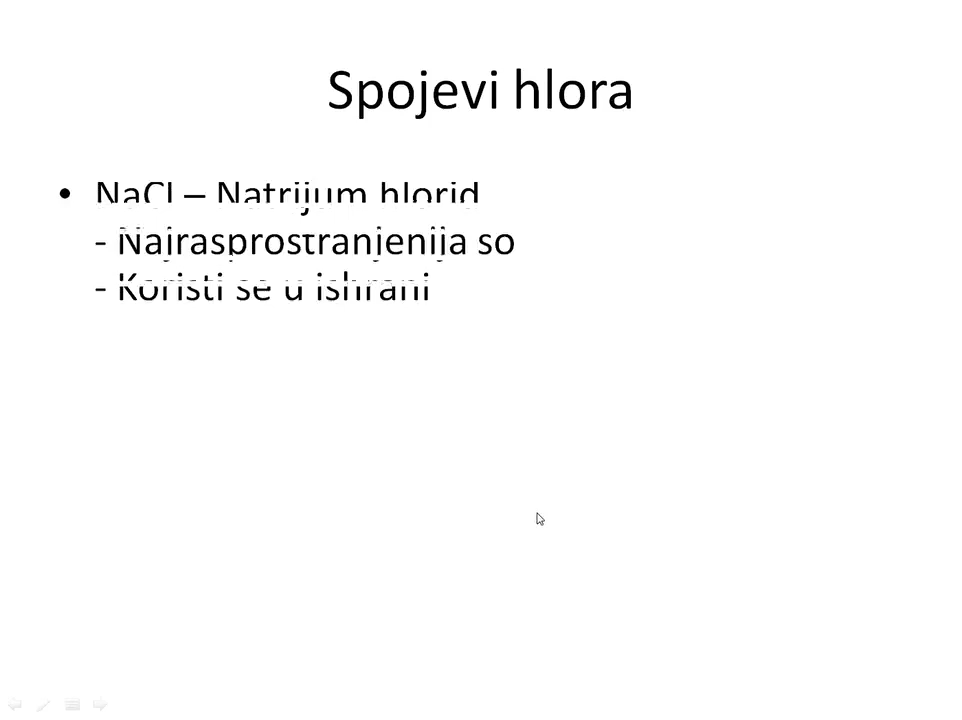 Spojevi hlora
• NaCl – Natrijum hlorid
- Najrasprostranjenija so
- Koristi se u ishrani